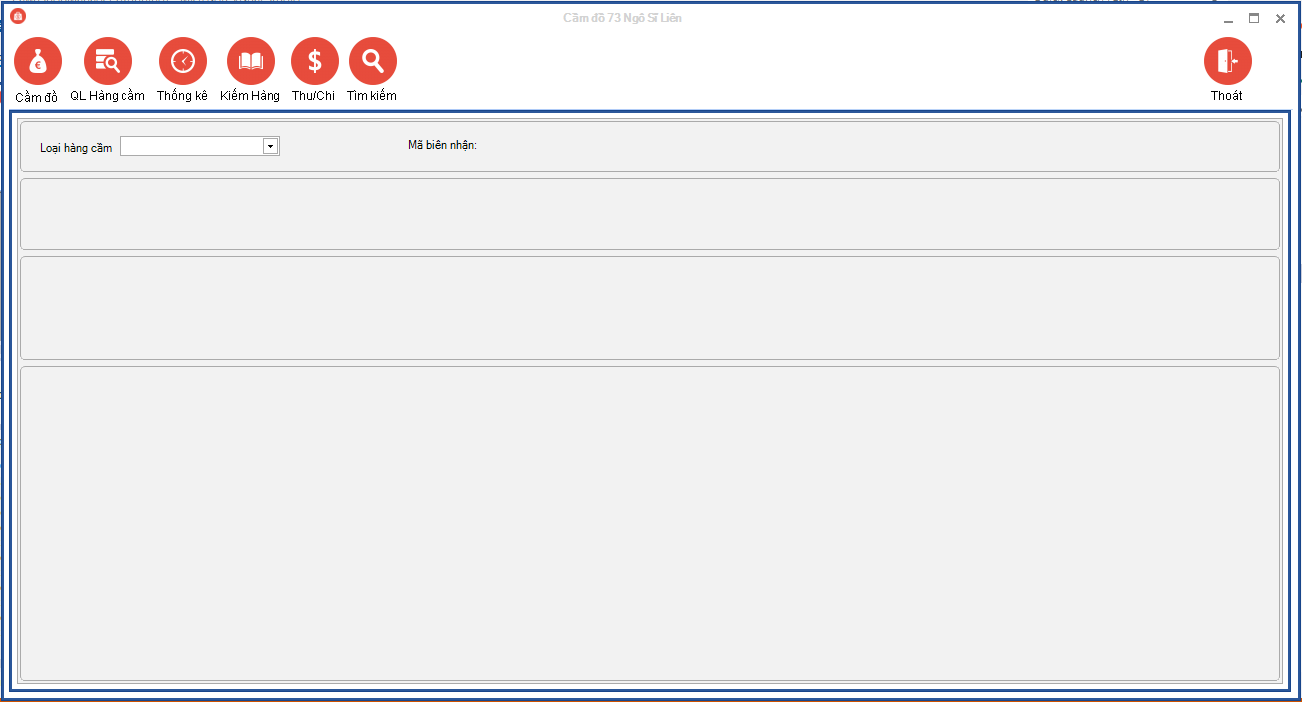 Cầm đồ 73 Ngô Sĩ Liên
Cầm đồ QL Hàng cầm Thống kê Kiếm Hàng Thu/Chi Tìm kiếm Thoát
Loại hàng cầm Mã biên nhận: